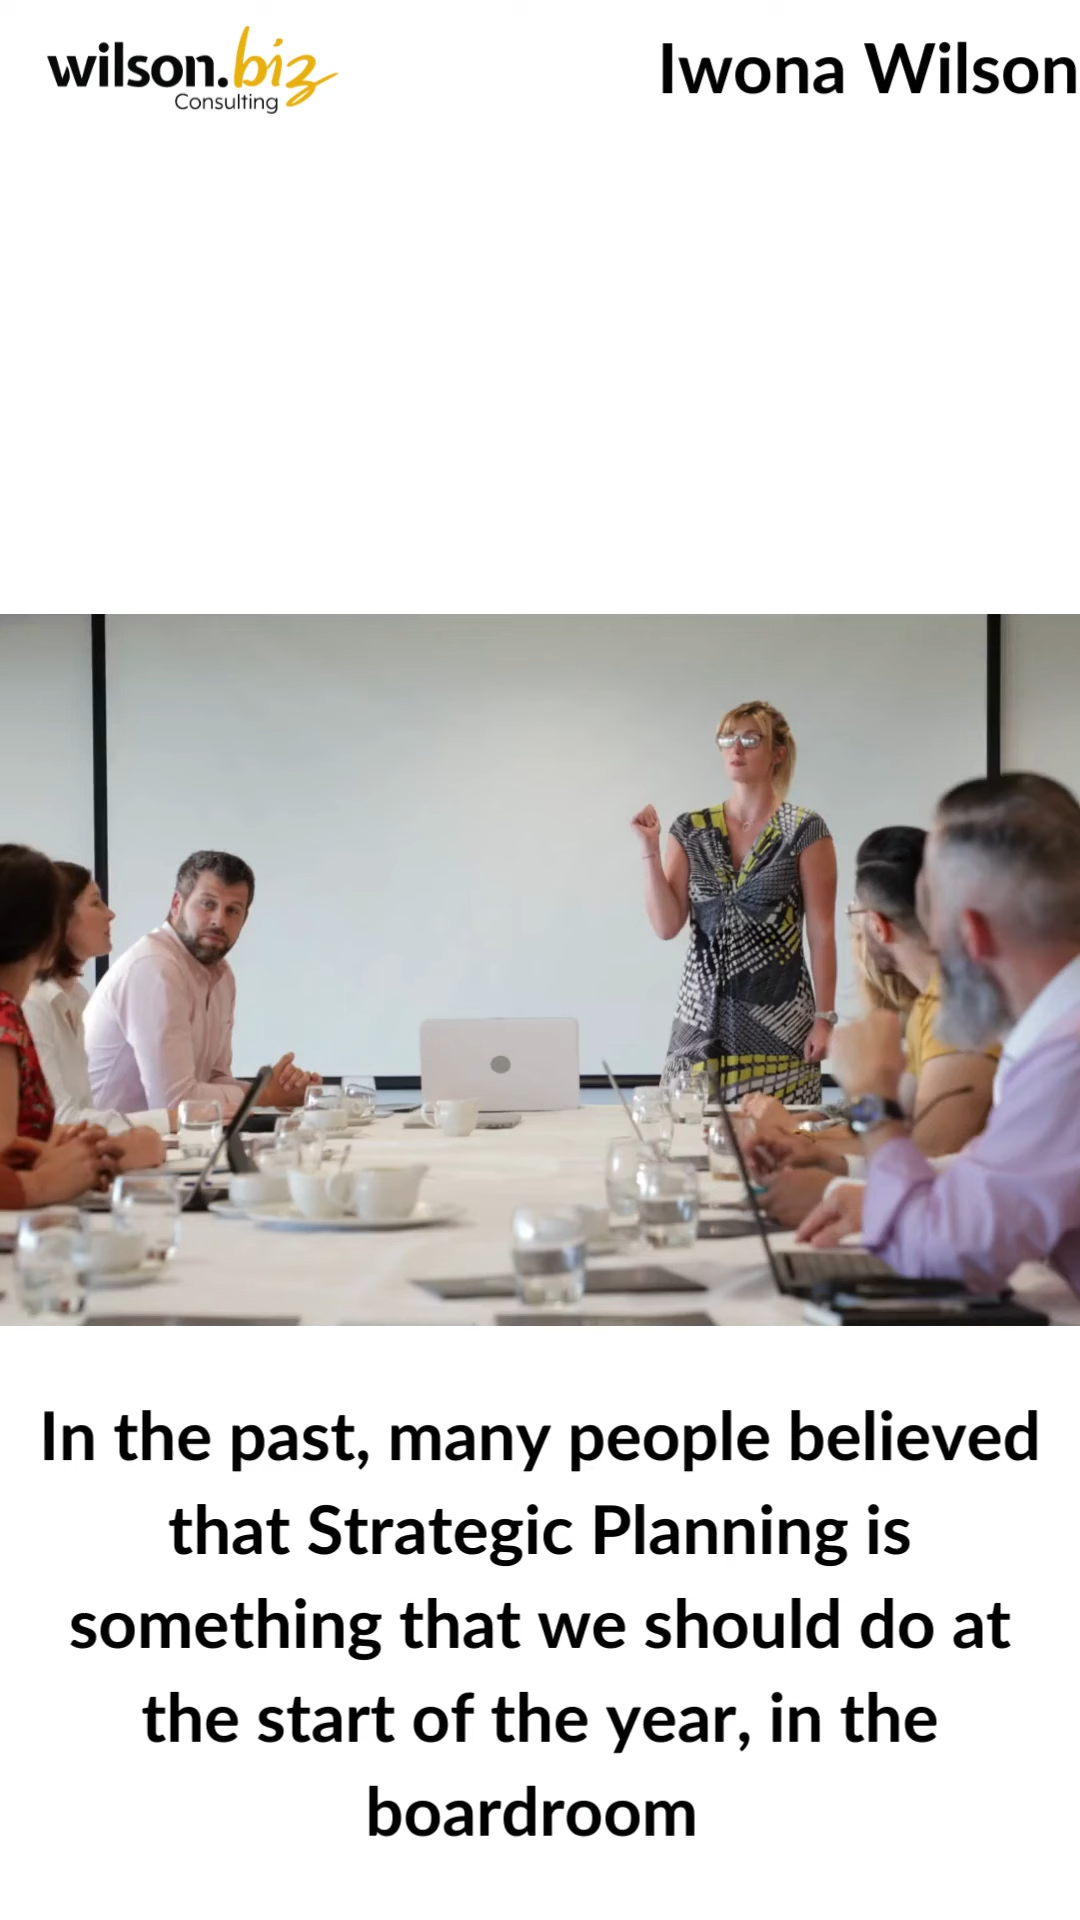 wilson.biz
Consulting
Iwona Wilson
In the past, many people believed
that Strategic Planning is
something that we should do at
the start of the year, in the
boardroom